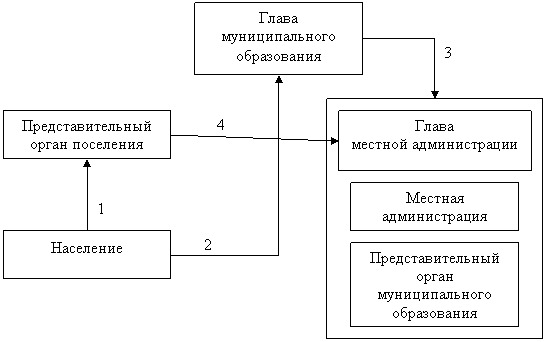 Глава
муниципального
образования
3
Представительный
орган поселения
4
Глава
местной администрации
1
Местная
администрация
Население
2
Представительный
орган
муниципального
образования